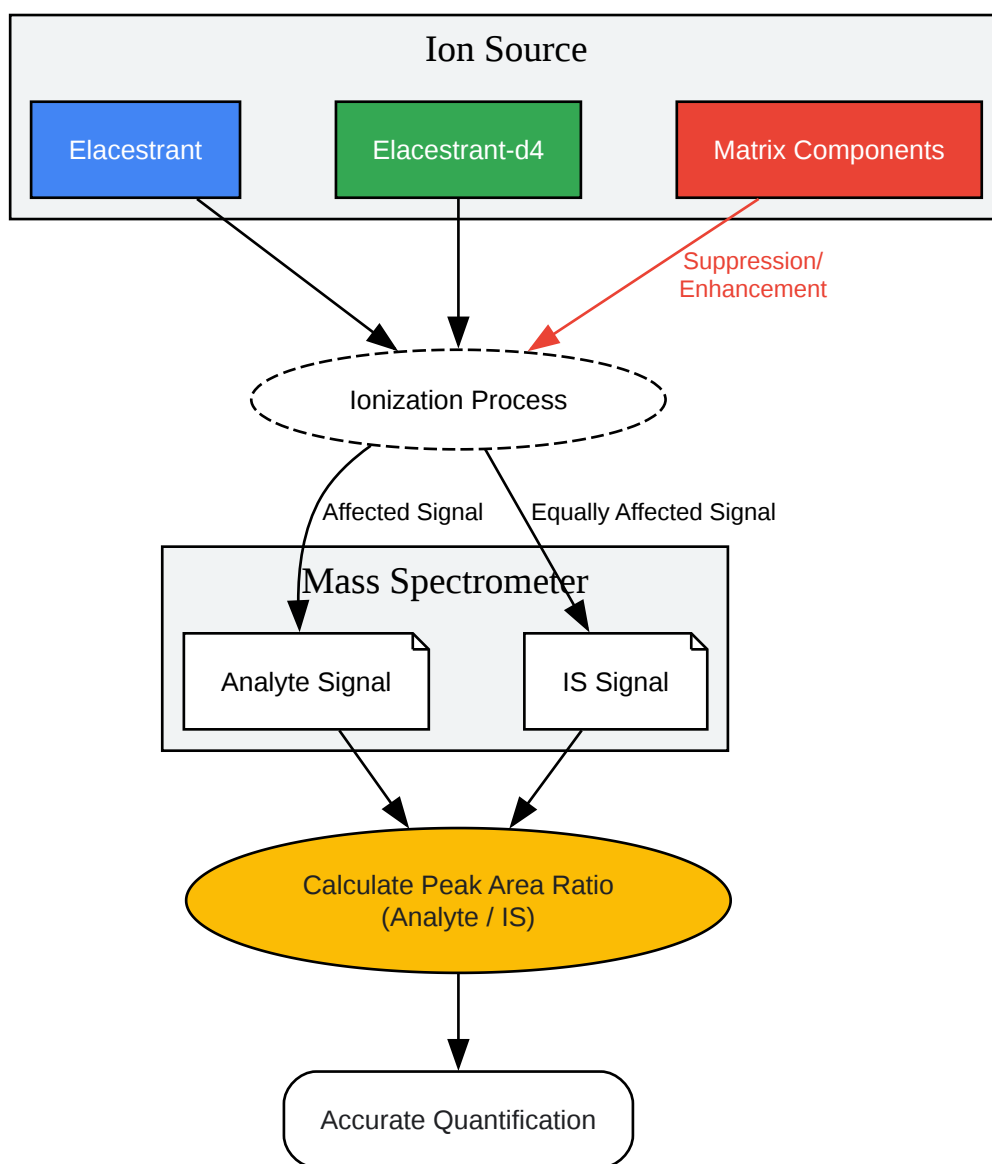 Ion Source
Elacestrant
Elacestrant-d4
Matrix Components
Suppression/
Enhancement
Ionization Process
Affected Signal
Equally Affected Signal
Mass Spectrometer
Analyte Signal
IS Signal
Calculate Peak Area Ratio
(Analyte / IS)
Accurate Quantification